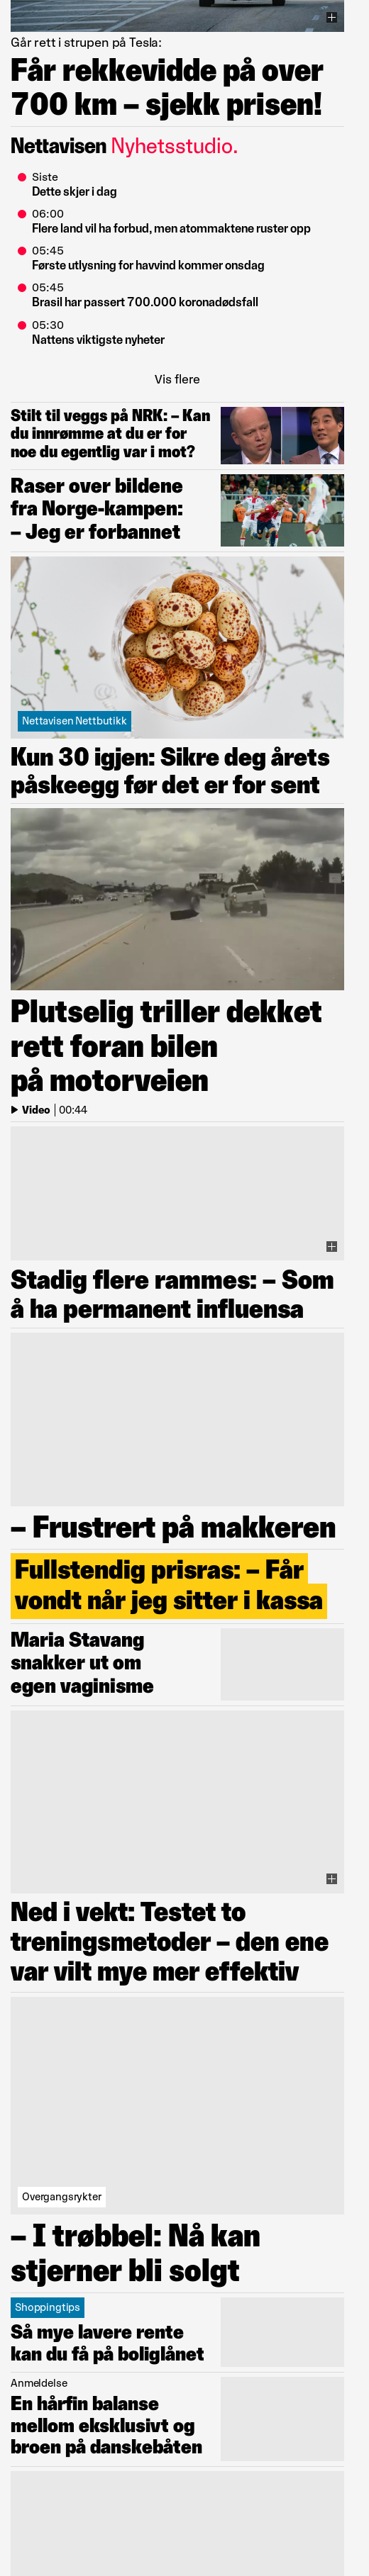 Går rett i strupen på Tesla:
Får rekkevidde på over
700 km – sjekk prisen!
Nettavisen Nyhetsstudio.
Siste
Dette skjer i dag
06:00
Flere land vil ha forbud, men atommaktene ruster opp
05:45
Første utlysning for havvind kommer onsdag
05:45
Brasil har passert 700.000 koronadødsfall
05:30
Nattens viktigste nyheter
Vis flere
Stilt til veggs på NRK: – Kan
du innrømme at du er for
noe du egentlig var i mot?
Raser over bildene
fra Norge-kampen:
– Jeg er forbannet
Nettavisen Nettbutikk
Kun 30 igjen: Sikre deg årets
påskeegg før det er for sent
Plutselig triller dekket
rett foran bilen
på motorveien
Video | 00:44
Stadig flere rammes: – Som
å ha permanent influensa
– Frustrert på makkeren
Fullstendig prisras: – Får
vondt når jeg sitter i kassa
Maria Stavang
snakker ut om
egen vaginisme
Ned i vekt: Testet to
treningsmetoder – den ene
var vilt mye mer effektiv
Overgangsrykter
– I trøbbel: Nå kan
stjerner bli solgt
Shoppingtips
Så mye lavere rente
kan du få på boliglånet
Anmeldelse
En hårfin balanse
mellom eksklusivt og
broen på danskebåten